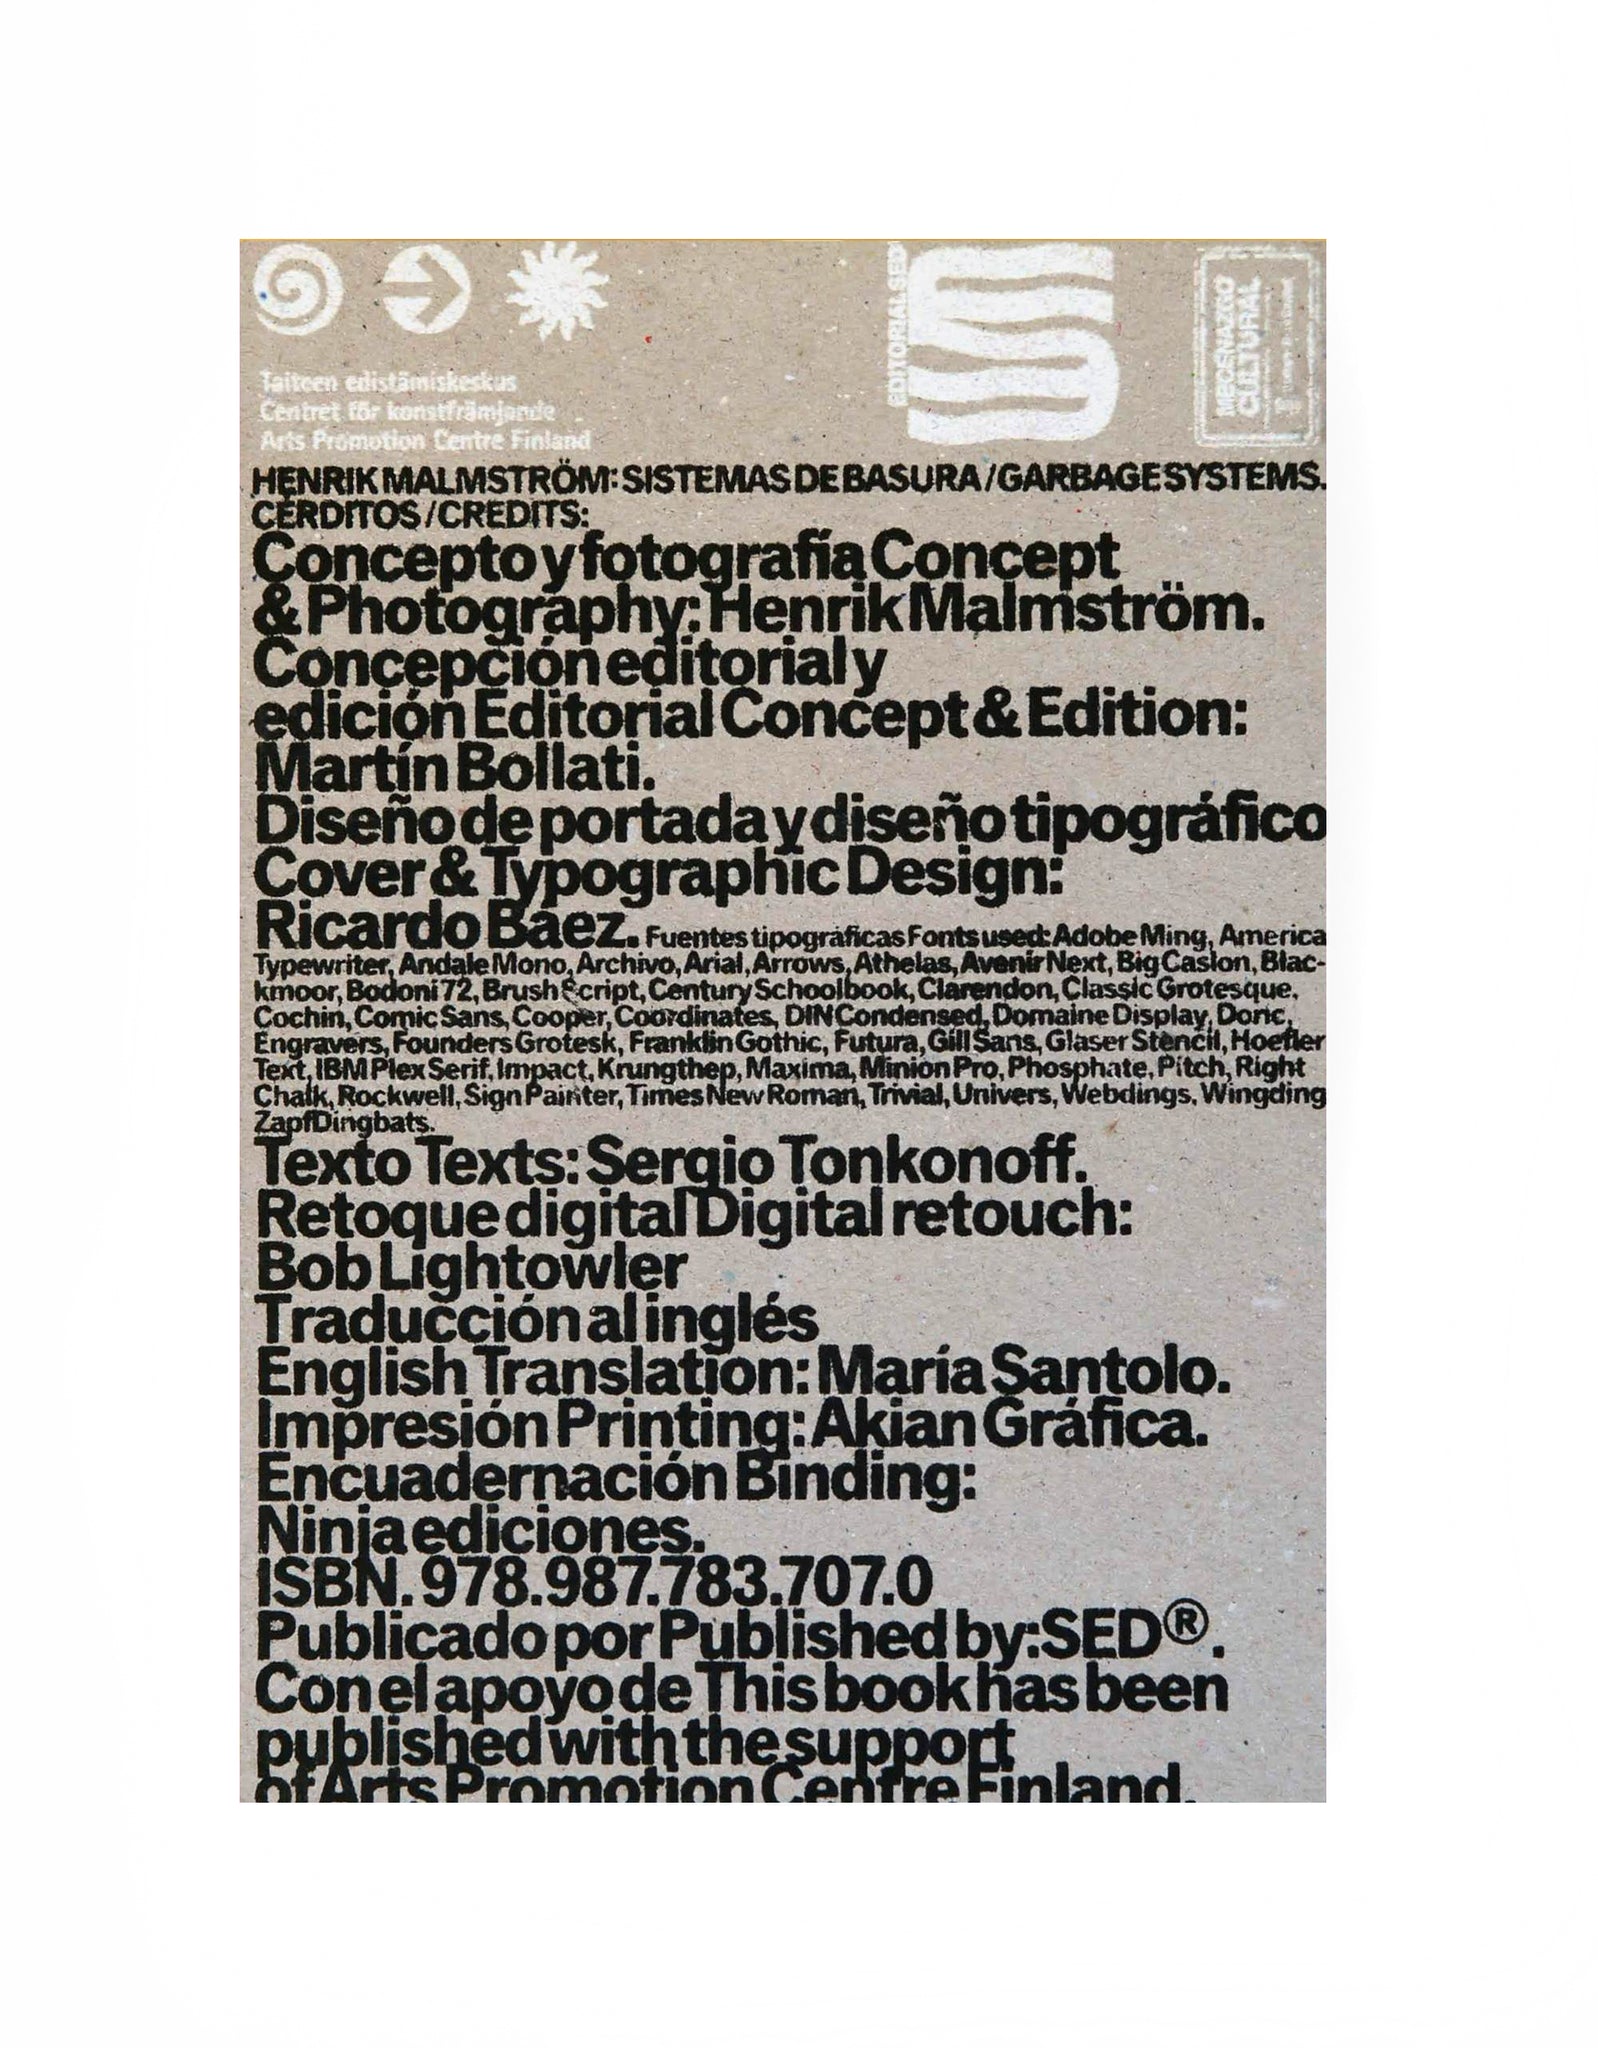 Taiteen edistämiskeskus
Centret för konstfrämjande
Arts Promotion Centre Finland
EDITORIAL SED
MECENAZGO
CULTURAL
HENRIK MALMSTRÖM: SISTEMAS DE BASURA / GARBAGE SYSTEMS.
CERDITOS / CREDITS:
Concepto y fotografía Concept
& Photography: Henrik Malmström.
Concepción editorial y
edición Editorial Concept & Edition:
Martín Bollati.
Diseño de portada y diseño tipográfico
Cover & Typographic Design:
Ricardo Báez. Fuentes tipográficas Fonts used: Adobe Ming, America
Typewriter, Andale Mono, Archivo, Arial, Arrows, Athelas, Avenir Next, Big Caslon, Blac-
kmoor, Bodoni 72, Brush Script, Century Schoolbook, Clarendon, Classic Grotesque,
Cochin, Comic Sans, Cooper, Coordinates, DIN Condensed, Domaine Display, Doric,
Engravers, Founders Grotesk, Franklin Gothic, Futura, Gill Sans, Glaser Stencil, Hoefler
Text, IBM Plex Serif, Impact, Krungthep, Maxima, Minion Pro, Phosphate, Pitch, Right
Chalk, Rockwell, Sign Painter, Times New Roman, Trivial, Univers, Webdings, Wingding
Zapf Dingbats.
Texto Texts: Sergio Tonkonoff.
Retoque digital Digital retouch:
Bob Lightowler
Traducción al inglés
English Translation: María Santolo.
Impresión Printing: Akian Gráfica.
Encuadernación Binding:
Ninja ediciones.
ISBN. 978.987.783.707.0
Publicado por Published by: SED®.
Con el apoyo de This book has been
published with the support
of Arts Promotion Centre Finland.